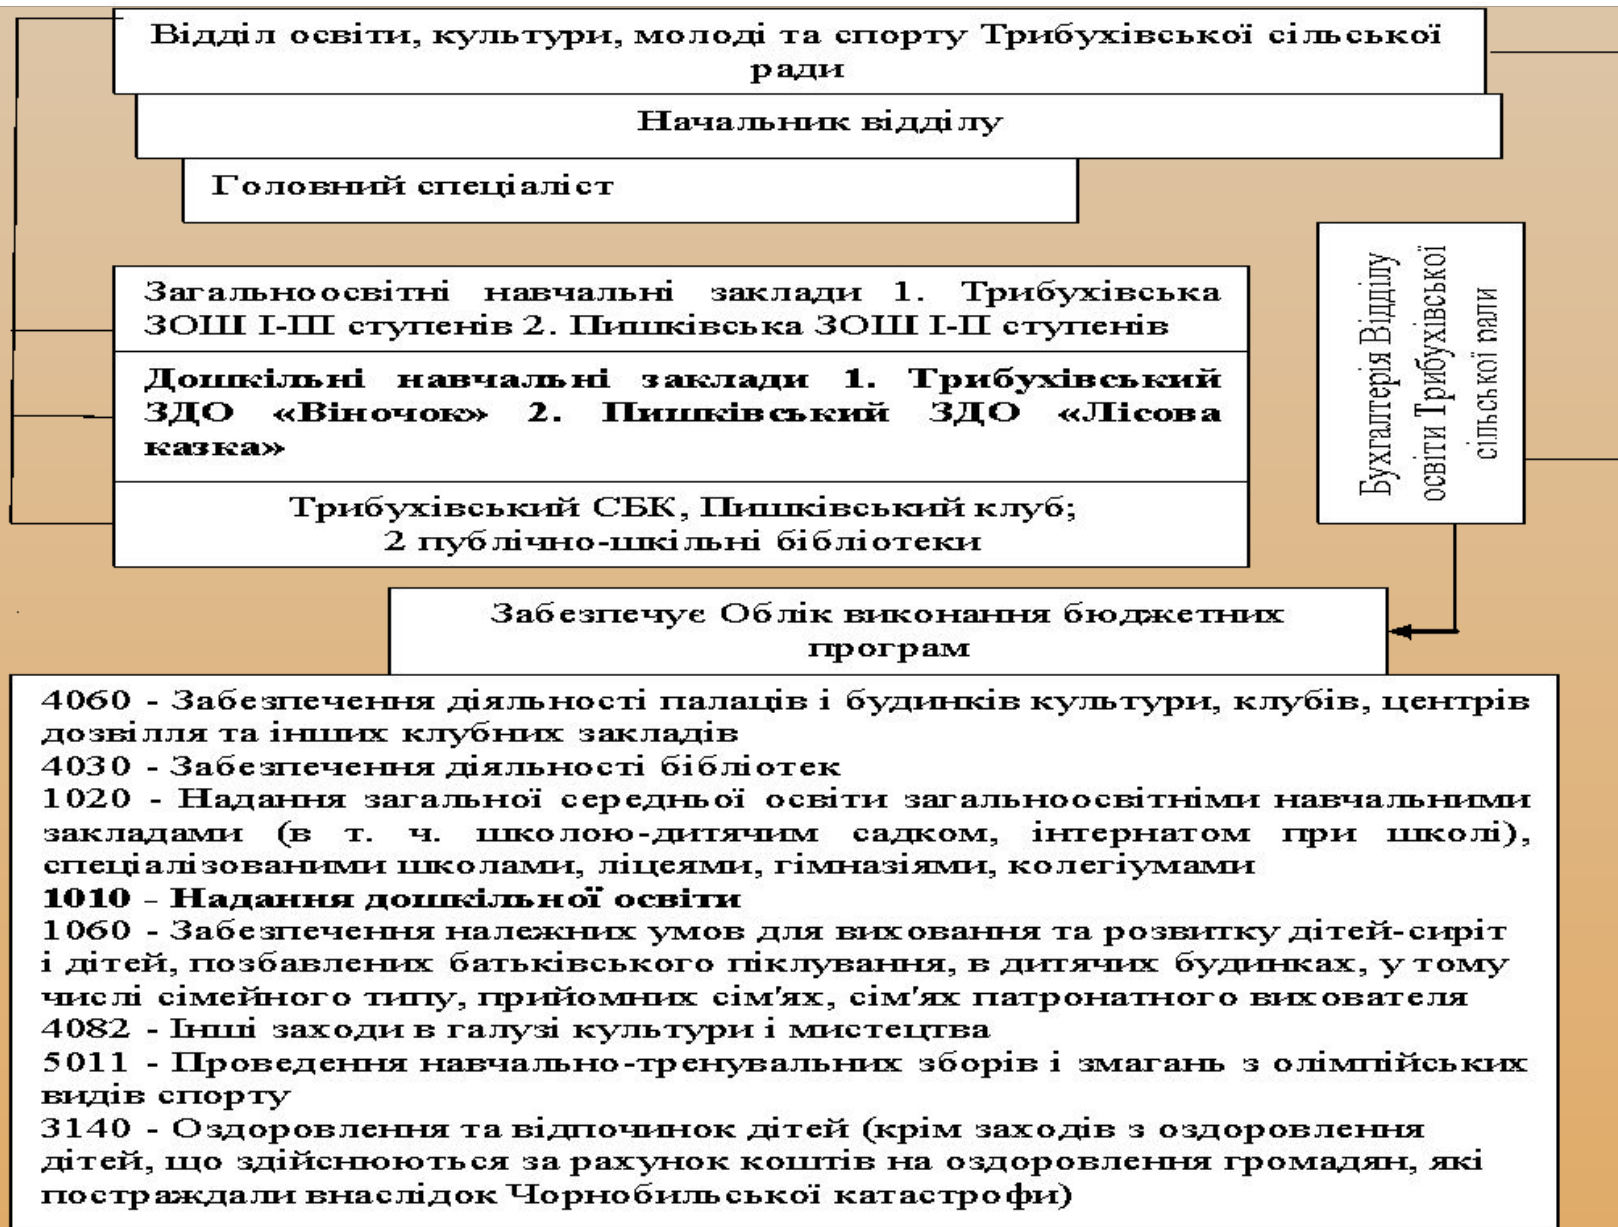 Відділ освіти, культури, молоді та спорту Трибухівської сільської
ради
Начальник відділу
Головний спеціаліст
Загальноосвітні навчальні заклади 1. Трибухівська
ЗОШ І-ІІІ ступенів 2. Пишківська ЗОШ І-ІІ ступенів
Дошкільні навчальні заклади 1. Трибухівський
ЗДО «Віночок» 2. Пишківський ЗДО «Лісова
казка»
Трибухівський СБК, Пишківський клуб;
2 публічно-шкільні бібліотеки
Бухгалтерія Відділу
освіти Трибухівської
сільської ради
Забезпечує Облік виконання бюджетних
програм
4060 - Забезпечення діяльності палаців і будинків культури, клубів, центрів
дозвілля та інших клубних закладів
4030 - Забезпечення діяльності бібліотек
1020 - Надання загальної середньої освіти загальноосвітніми навчальними
закладами (в т. ч. школою-дитячим садком, інтернатом при школі),
спеціалізованими школами, ліцеями, гімназіями, колегіумами
1010 - Надання дошкільної освіти
1060 - Забезпечення належних умов для виховання та розвитку дітей-сиріт
і дітей, позбавлених батьківського піклування, в дитячих будинках, у тому
числі сімейного типу, прийомних сім'ях, сім'ях патронатного вихователя
4082 - Інші заходи в галузі культури і мистецтва
5011 - Проведення навчально-тренувальних зборів і змагань з олімпійських
видів спорту
3140 - Оздоровлення та відпочинок дітей (крім заходів з оздоровлення
дітей, що здійснюються за рахунок коштів на оздоровлення громадян, які
постраждали внаслідок Чорнобильської катастрофи)